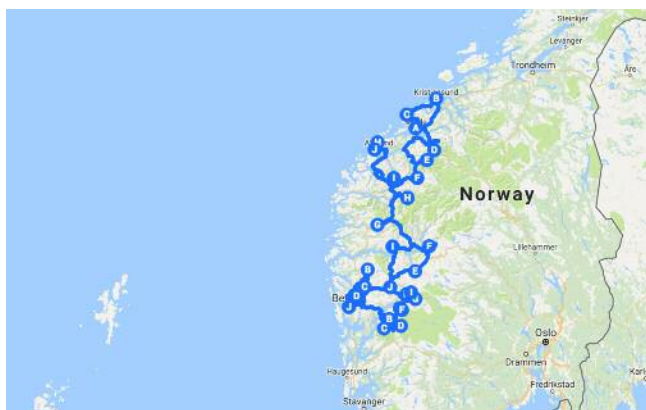 Steinkjer
Levanger
Trondheim
Åre
Kristiansund
B
C
A
D
J
E
I
F
H
Norway
G
I
F
Lillehammer
B
E
C
J
D
I
J
F
B
C
D
Oslo
Drammen
Haugesund
Fredrikstad
Stavanger